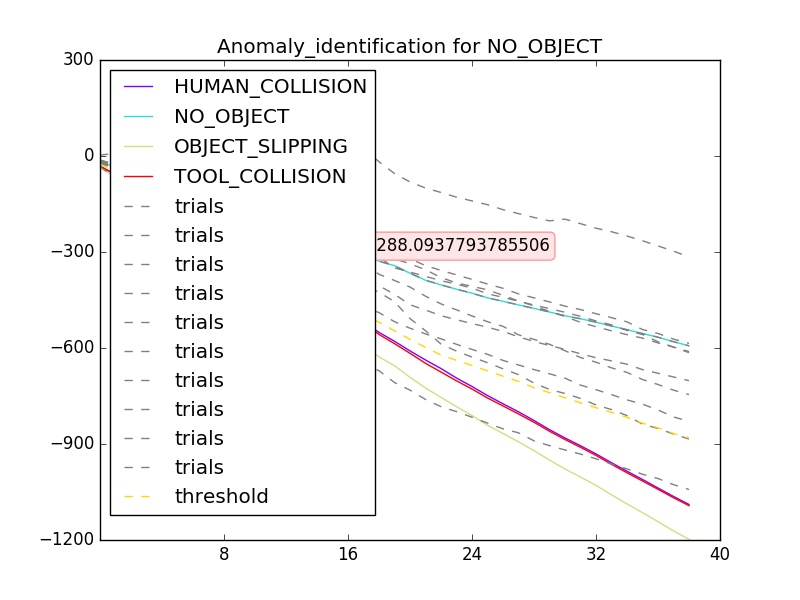 Anomaly_identification for NO_OBJECT
300
0
−300
−600
−900
−1200
HUMAN_COLLISION
NO_OBJECT
OBJECT_SLIPPING
TOOL_COLLISION
trials
trials
trials
trials
trials
trials
trials
trials
trials
trials
threshold
288.0937793785506
8
16
24
32
40